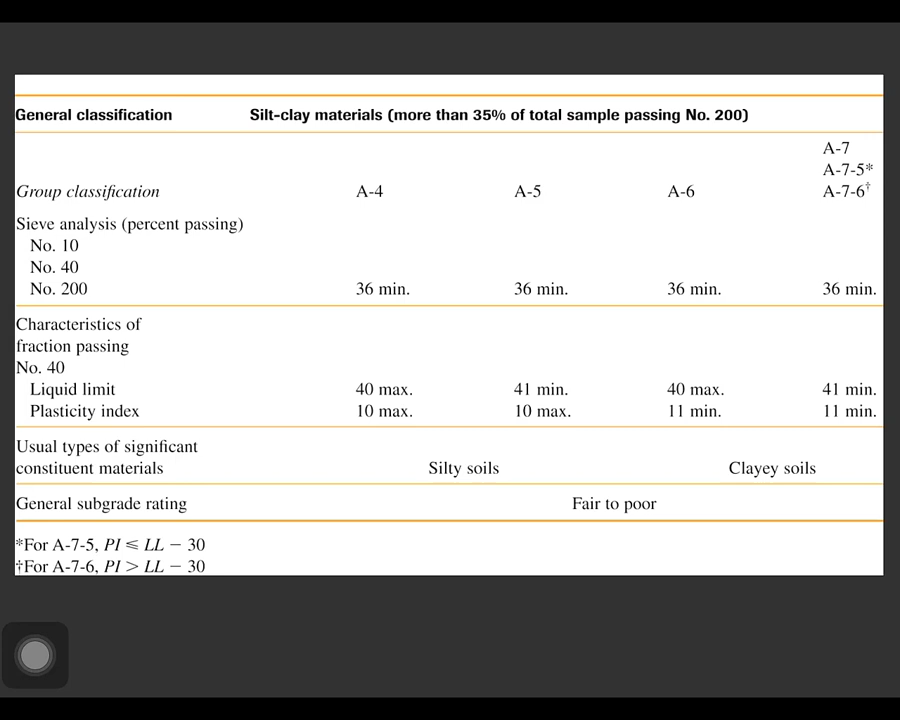 General classification Silt-clay materials (more than 35% of total sample passing No. 200)
A-7
A-7-5*
Group classification A-4 A-5 A-6 A-7-6†
Sieve analysis (percent passing)
No. 10
No. 40
No. 200 36 min. 36 min. 36 min. 36 min.
Characteristics of
fraction passing
No. 40
Liquid limit 40 max. 41 min. 40 max. 41 min.
Plasticity index 10 max. 10 max. 11 min. 11 min.
Usual types of significant
constituent materials Silty soils Clayey soils
General subgrade rating Fair to poor
*For A-7-5, PI ≤ LL − 30
†For A-7-6, PI > LL − 30